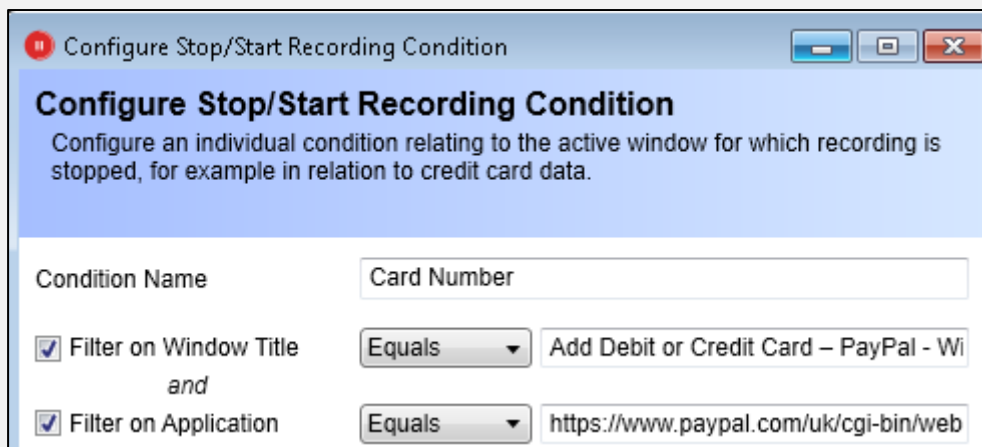 Configure Stop/Start Recording Condition
Configure Stop/Start Recording Condition
Configure an individual condition relating to the active window for which recording is
stopped, for example in relation to credit card data.
Condition Name Card Number
Filter on Window Title Equals Add Debit or Credit Card – PayPal - Wi
and
Filter on Application Equals https://www.paypal.com/uk/cgi-bin/web